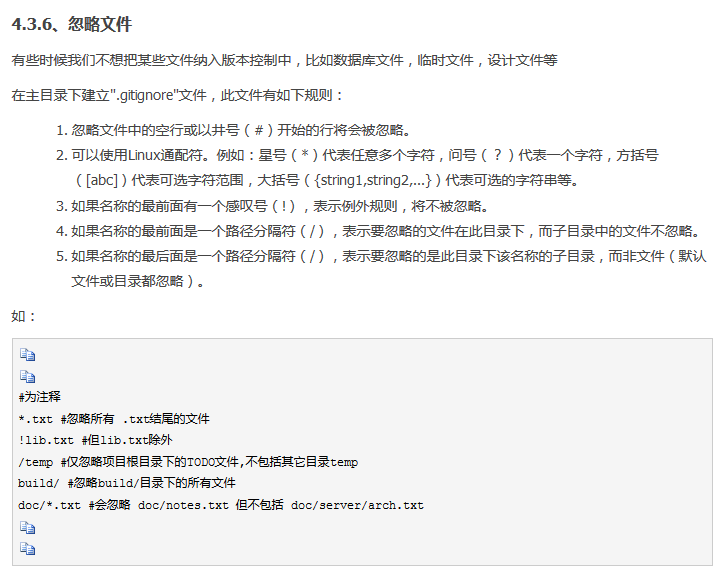 4.3.6、忽略文件
有些时候我们不想把某些文件纳入版本控制中，比如数据库文件，临时文件，设计文件等
在主目录下建立".gitignore"文件，此文件有如下规则：
1. 忽略文件中的空行或以井号（#）开始的行将会被忽略。
2. 可以使用Linux通配符。例如：星号（*）代表任意多个字符，问号（？）代表一个字符，方括号
（[abc]）代表可选字符范围，大括号（{string1,string2,...}）代表可选的字符串等。
3. 如果名称的最前面有一个感叹号（!），表示例外规则，将不被忽略。
4. 如果名称的最前面是一个路径分隔符（/），表示要忽略的文件在此目录下，而子目录中的文件不忽略。
5. 如果名称的最后面是一个路径分隔符（/），表示要忽略的是此目录下该名称的子目录，而非文件（默认
文件或目录都忽略）。
如：
#为注释
*.txt #忽略所有 .txt结尾的文件
!lib.txt #但lib.txt除外
/temp #仅忽略项目根目录下的TODO文件,不包括其它目录temp
build/ #忽略build/目录下的所有文件
doc/*.txt #会忽略 doc/notes.txt 但不包括 doc/server/arch.txt